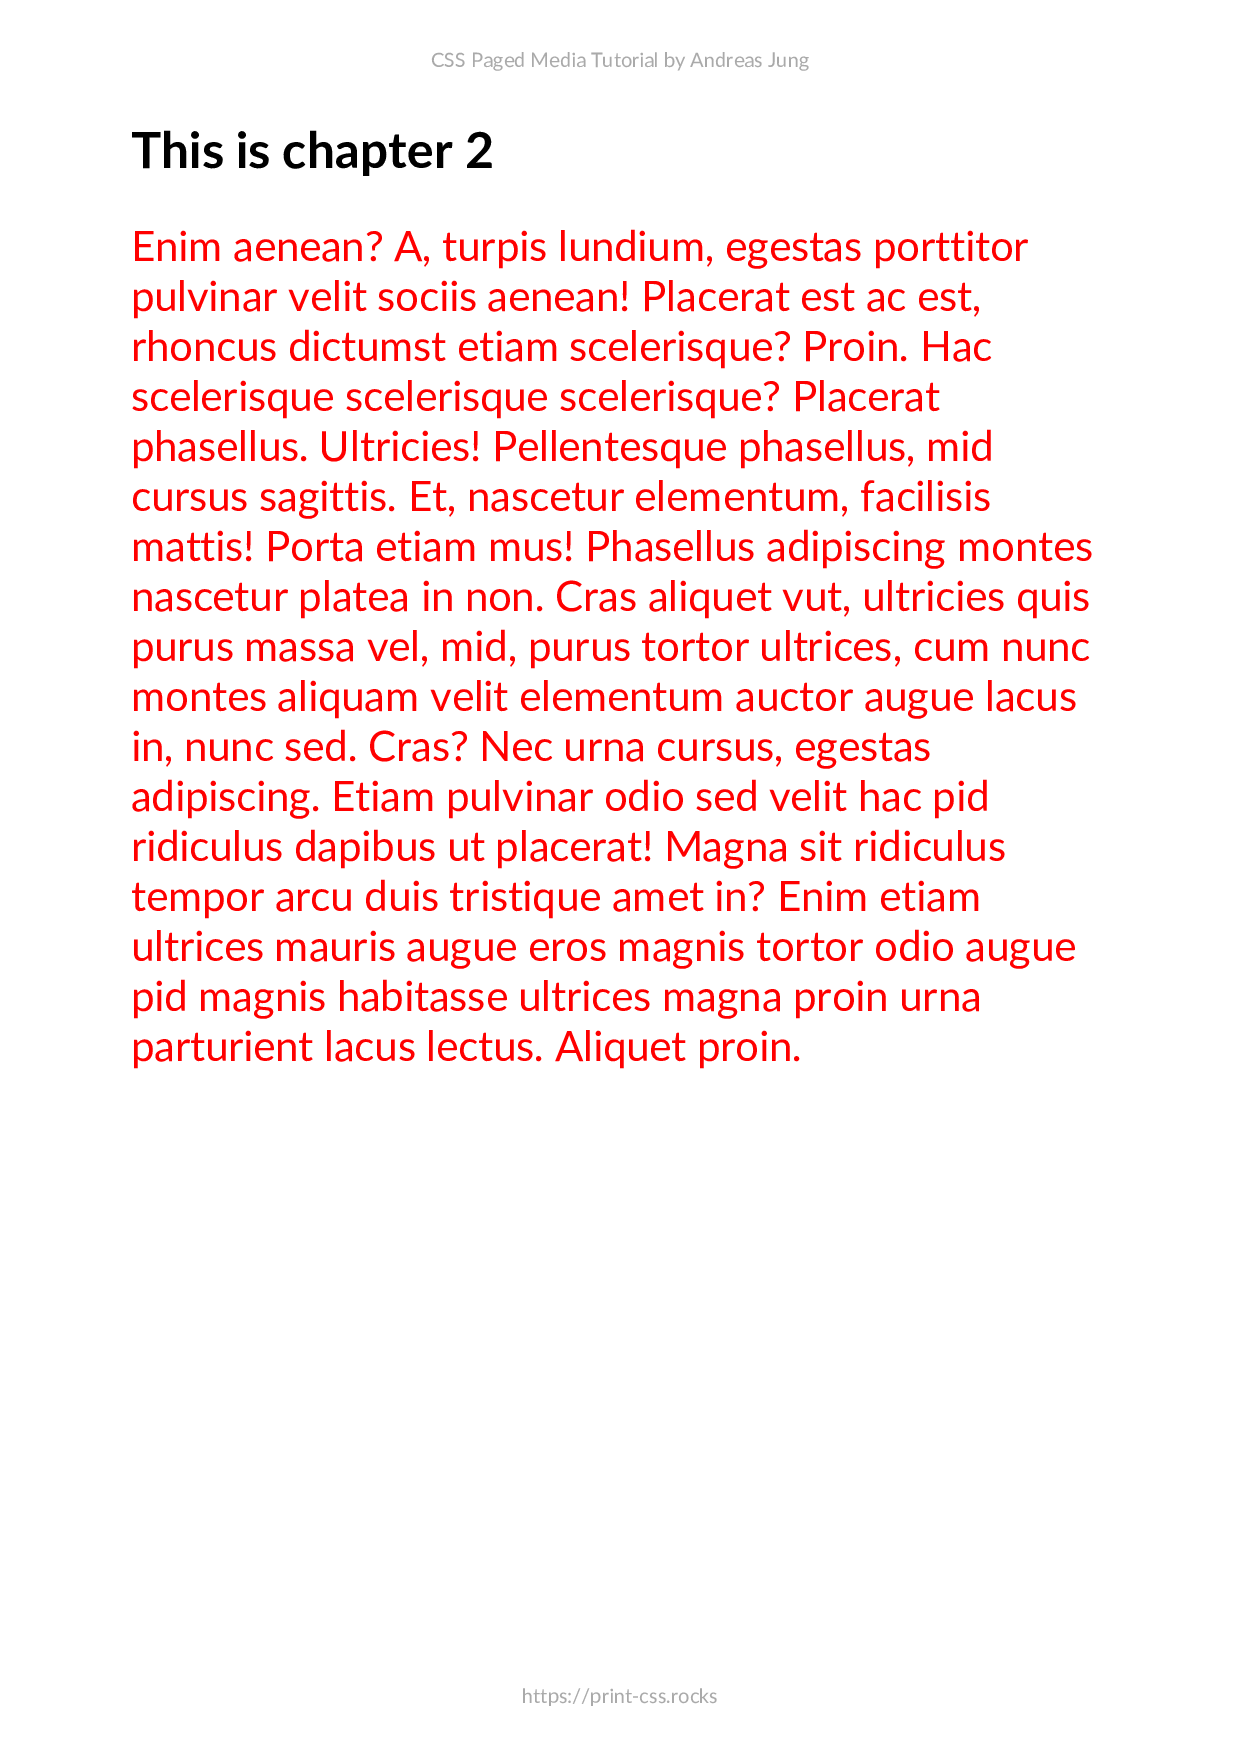 CSS Paged Media Tutorial by Andreas Jung
This is chapter 2
Enim aenean? A, turpis lundium, egestas porttitor
pulvinar velit sociis aenean! Placerat est ac est,
rhoncus dictumst etiam scelerisque? Proin. Hac
scelerisque scelerisque scelerisque? Placerat
phasellus. Ultricies! Pellentesque phasellus, mid
cursus sagittis. Et, nascetur elementum, facilisis
mattis! Porta etiam mus! Phasellus adipiscing montes
nascetur platea in non. Cras aliquet vut, ultricies quis
purus massa vel, mid, purus tortor ultrices, cum nunc
montes aliquam velit elementum auctor augue lacus
in, nunc sed. Cras? Nec urna cursus, egestas
adipiscing. Etiam pulvinar odio sed velit hac pid
ridiculus dapibus ut placerat! Magna sit ridiculus
tempor arcu duis tristique amet in? Enim etiam
ultrices mauris augue eros magnis tortor odio augue
pid magnis habitasse ultrices magna proin urna
parturient lacus lectus. Aliquet proin.
https://print-css.rocks